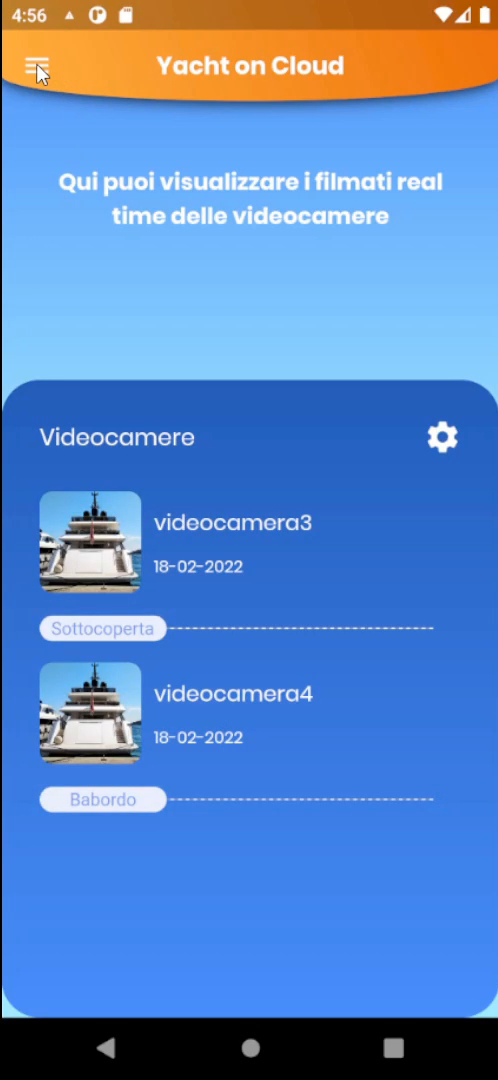 4:56
Yacht on Cloud
Qui puoi visualizzare i filmati real
time delle videocamere
Videocamere
videocamera3
18-02-2022
Sottocoperta
videocamera4
18-02-2022
Babordo